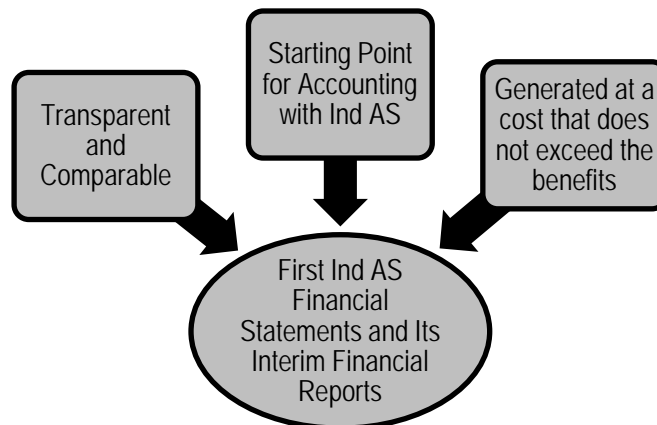 Transparent
and
Comparable
Starting Point
for Accounting
with Ind AS
Generated at a
cost that does
not exceed the
benefits
First Ind AS
Financial
Statements and Its
Interim Financial
Reports